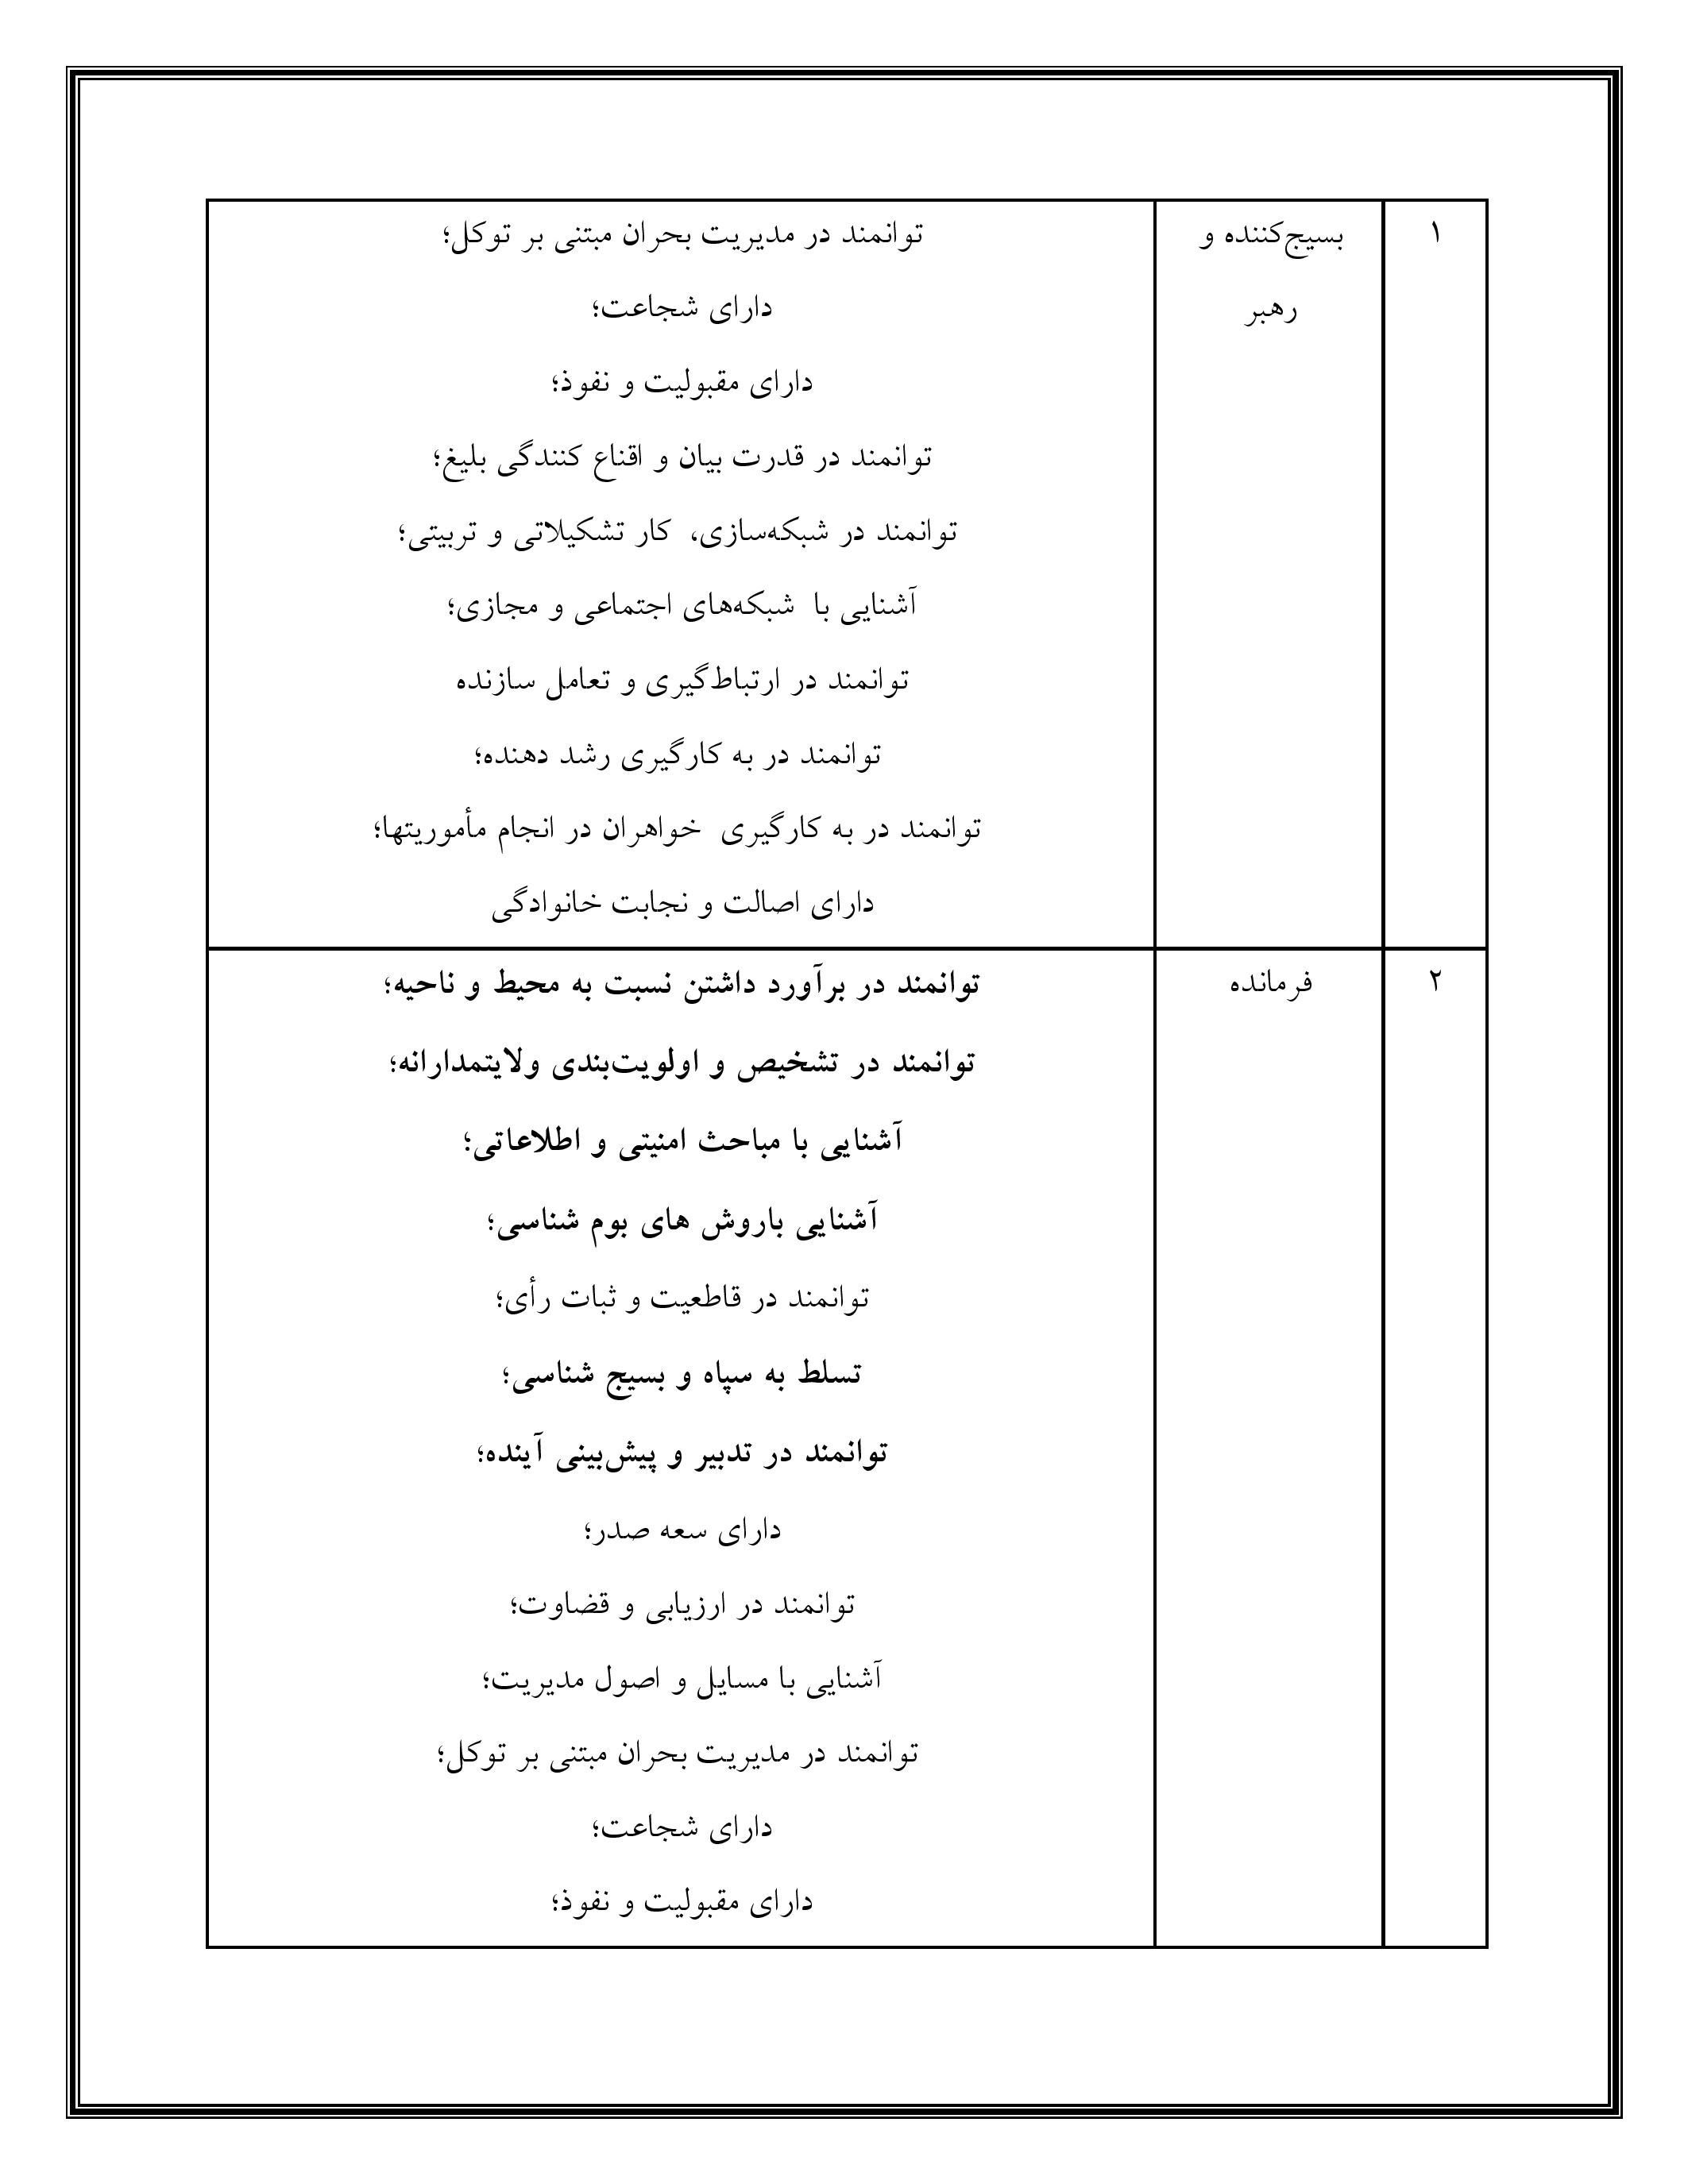 ۱
بسیج‌کننده و
رهبر
توانمند در مدیریت بحران مبتنی بر توکل؛
دارای شجاعت؛
دارای مقبولیت و نفوذ؛
توانمند در قدرت بیان و اقناع کنندگی بلیغ؛
توانمند در شبکه‌سازی، کار تشکیلاتی و تربیتی؛
آشنایی با شبکه‌های اجتماعی و مجازی؛
توانمند در ارتباط‌گیری و تعامل سازنده
توانمند در به کارگیری رشد دهنده؛
توانمند در به کارگیری خواهران در انجام مأموریتها؛
دارای اصالت و نجابت خانوادگی
۲
فرمانده
توانمند در برآورد داشتن نسبت به محیط و ناحیه؛
توانمند در تشخیص و اولویت‌بندی ولایتمدارانه؛
آشنایی با مباحث امنیتی و اطلاعاتی؛
آشنایی باروش های بوم شناسی؛
توانمند در قاطعیت و ثبات رأی؛
تسلط به سپاه و بسیج شناسی؛
توانمند در تدبیر و پیش‌بینی آینده؛
دارای سعه صدر؛
توانمند در ارزیابی و قضاوت؛
آشنایی با مسایل و اصول مدیریت؛
توانمند در مدیریت بحران مبتنی بر توکل؛
دارای شجاعت؛
دارای مقبولیت و نفوذ؛